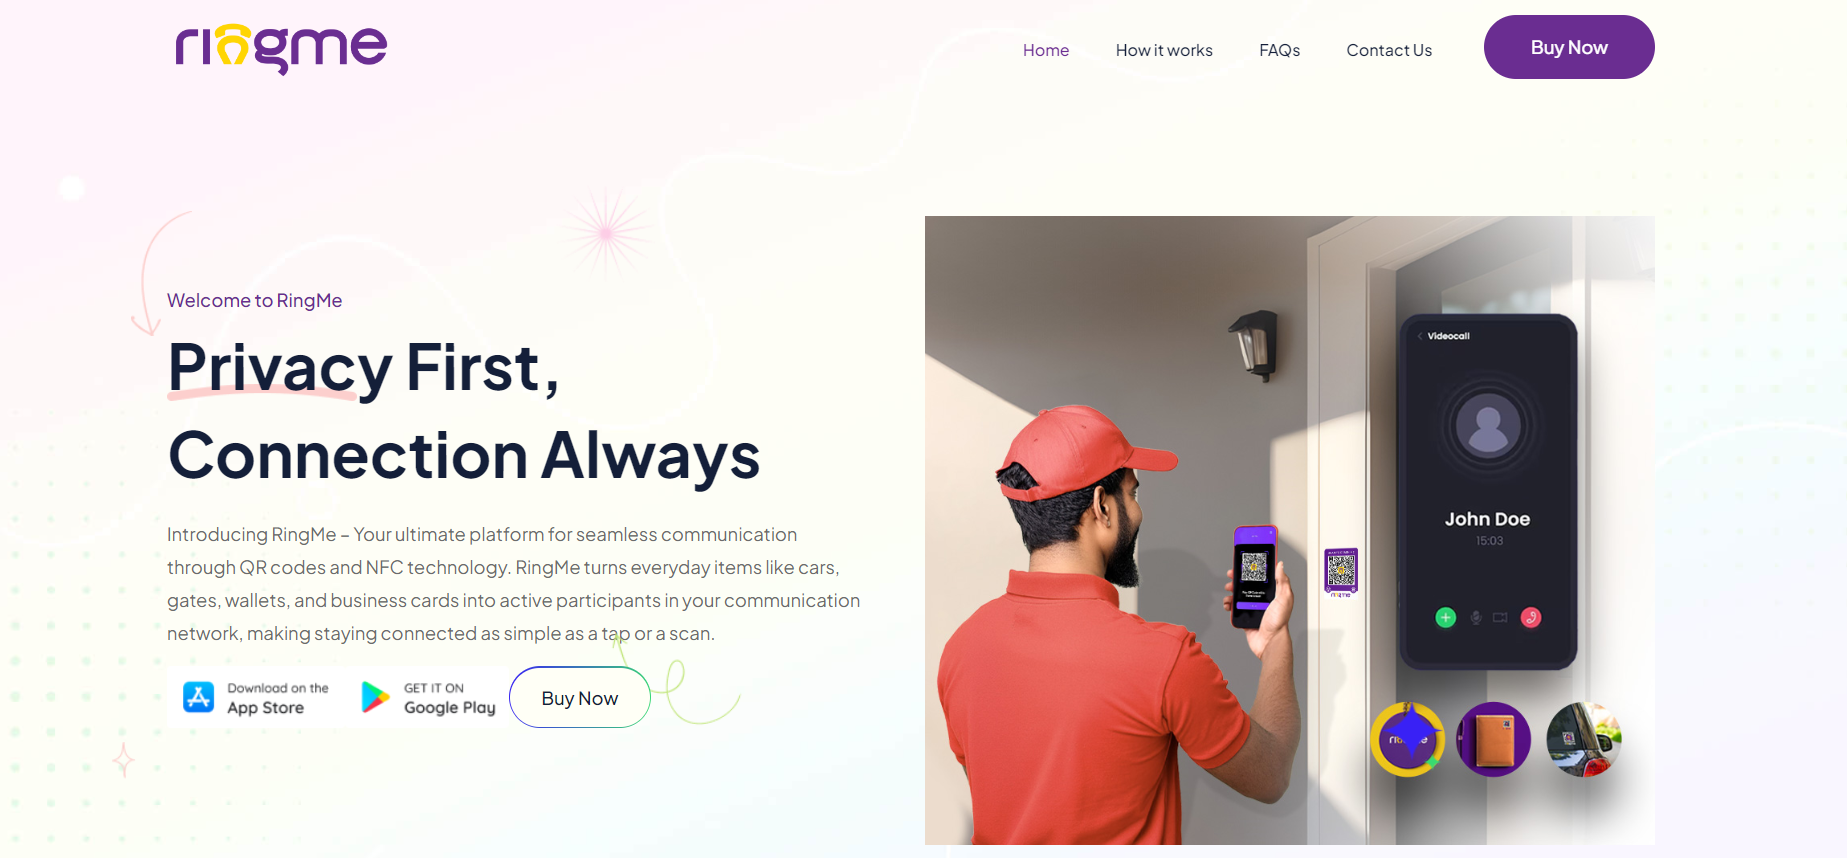 ringme
Home
How it works
FAQs
Contact Us
Buy Now
Welcome to RingMe
Privacy First,
Connection Always
Introducing RingMe – Your ultimate platform for seamless communication
through QR codes and NFC technology. RingMe turns everyday items like cars,
gates, wallets, and business cards into active participants in your communication
network, making staying connected as simple as a tap or a scan.
Download on the
App Store
GET IT ON
Google Play
Buy Now
Videocall
John Doe
15:03
ringme